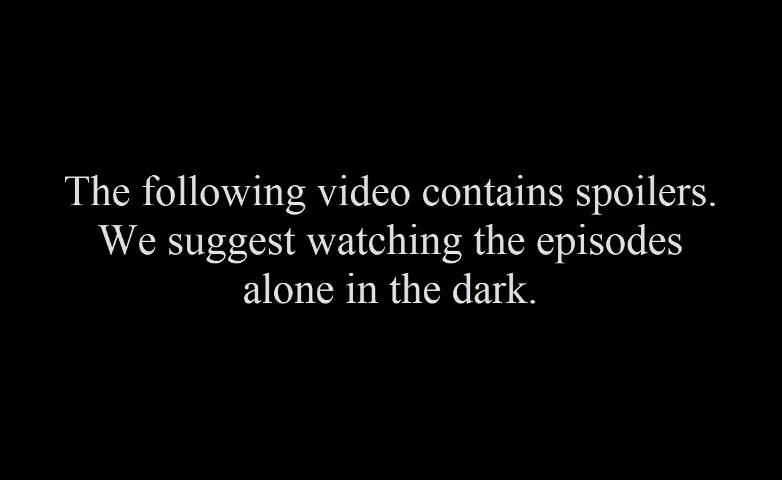 The following video contains spoilers.
We suggest watching the episodes
alone in the dark.